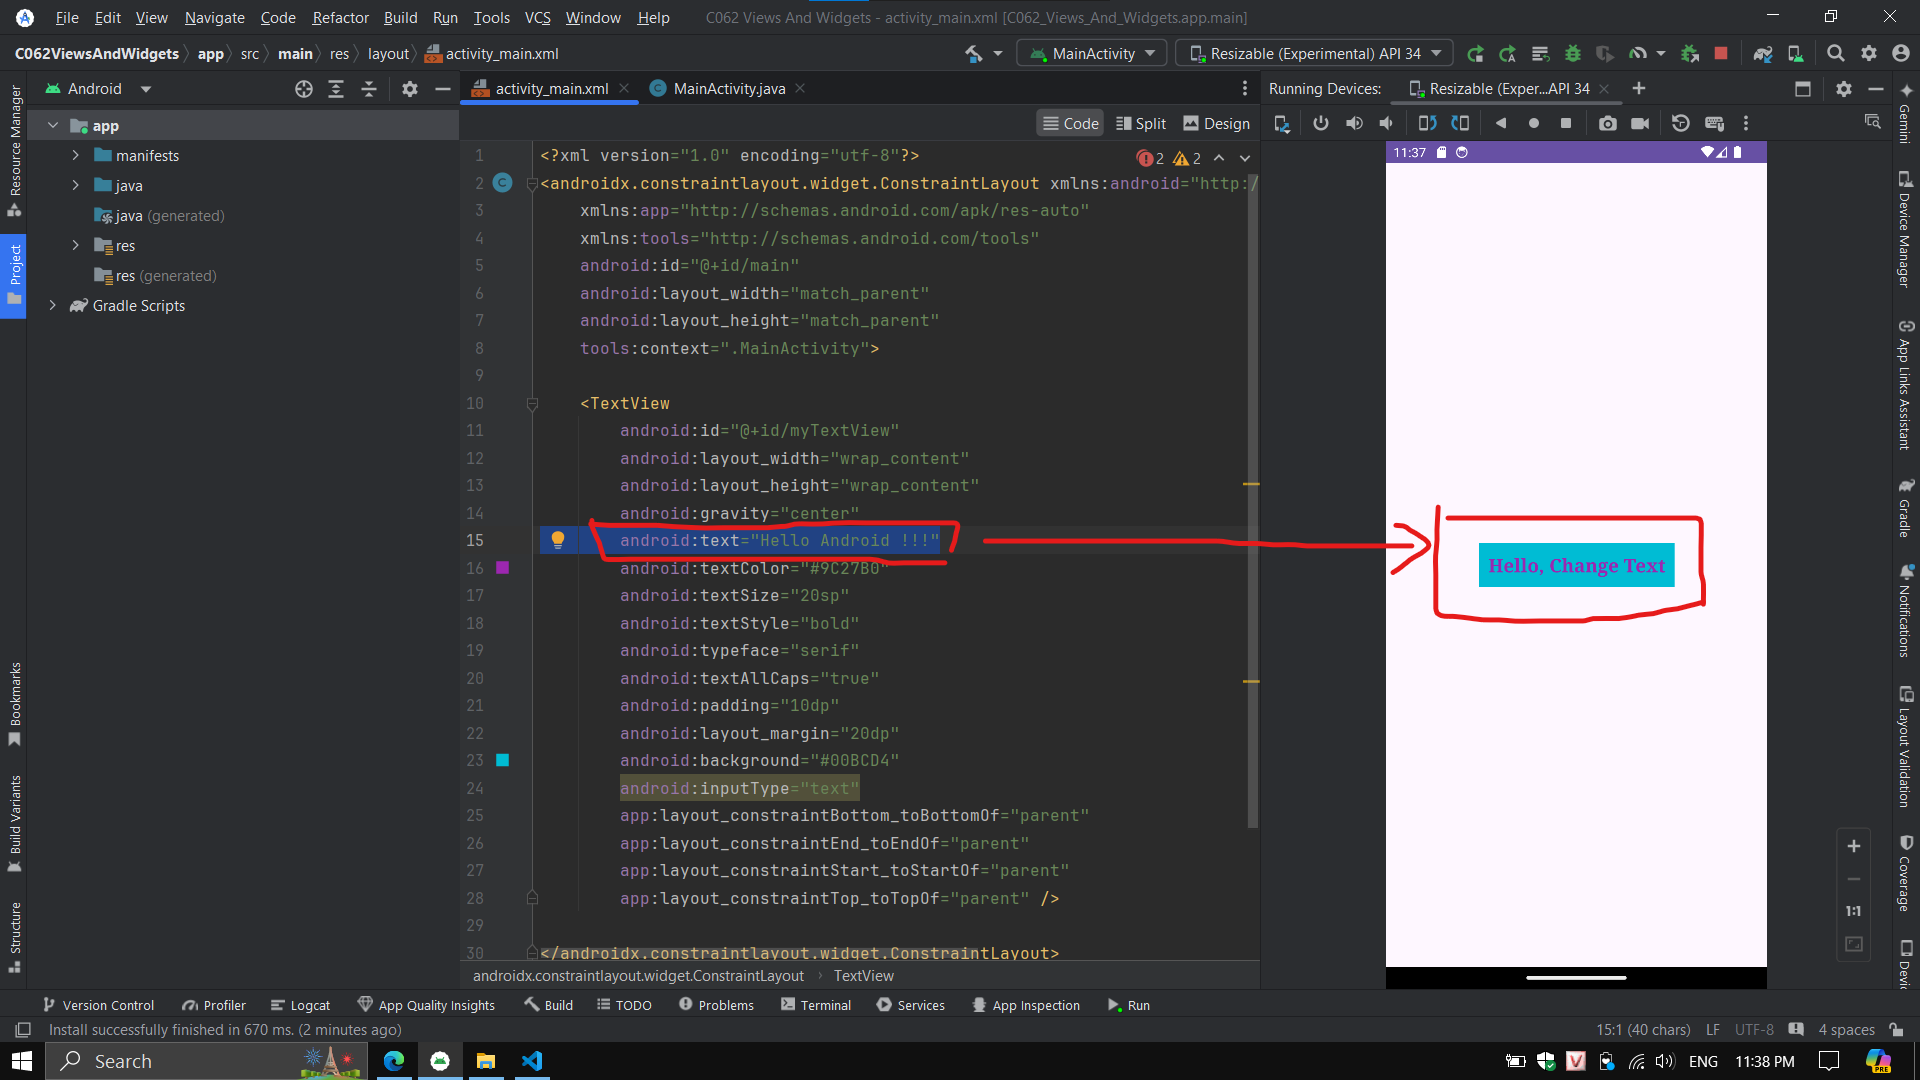 File Edit View Navigate Code Refactor Build Run Tools VCS Window Help C062 Views And Widgets - activity_main.xml [C062_Views_And_Widgets.app.main]
C062ViewsAndWidgets app src main res layout activity_main.xml MainActivity Resizable (Experimental) API 34
Android activity_main.xml MainActivity.java Running Devices: Resizable (Exper...API 34
Code Split Design
app
manifests
java
java (generated)
res
res (generated)
Gradle Scripts
Resource Manager
Project
Bookmarks
Build Variants
Structure
2 2
1 <?xml version="1.0" encoding="utf-8"?>
2 <androidx.constraintlayout.widget.ConstraintLayout xmlns:android="http:/
3 xmlns:app="http://schemas.android.com/apk/res-auto"
4 xmlns:tools="http://schemas.android.com/tools"
5 android:id="@+id/main"
6 android:layout_width="match_parent"
7 android:layout_height="match_parent"
8 tools:context=".MainActivity">
9
10 <TextView
11 android:id="@+id/myTextView"
12 android:layout_width="wrap_content"
13 android:layout_height="wrap_content"
14 android:gravity="center"
15 android:text="Hello Android !!!"
16 android:textColor="#9C27B0"
17 android:textSize="20sp"
18 android:textStyle="bold"
19 android:typeface="serif"
20 android:textAllCaps="true"
21 android:padding="10dp"
22 android:layout_margin="20dp"
23 android:background="#00BCD4"
24 android:inputType="text"
25 app:layout_constraintBottom_toBottomOf="parent"
26 app:layout_constraintEnd_toEndOf="parent"
27 app:layout_constraintStart_toStartOf="parent"
28 app:layout_constraintTop_toTopOf="parent" />
29
30 </androidx.constraintlayout.widget.ConstraintLayout>
androidx.constraintlayout.widget.ConstraintLayout TextView
11:37
Hello, Change Text
1:1
Gemini
Device Manager
App Links Assistant
Gradle
Notifications
Layout Validation
Coverage
Version Control Profiler Logcat App Quality Insights Build TODO Problems Terminal Services App Inspection Run
Install successfully finished in 670 ms. (2 minutes ago) 15:1 (40 chars) LF UTF-8 4 spaces
Search ENG 11:38 PM
PRE